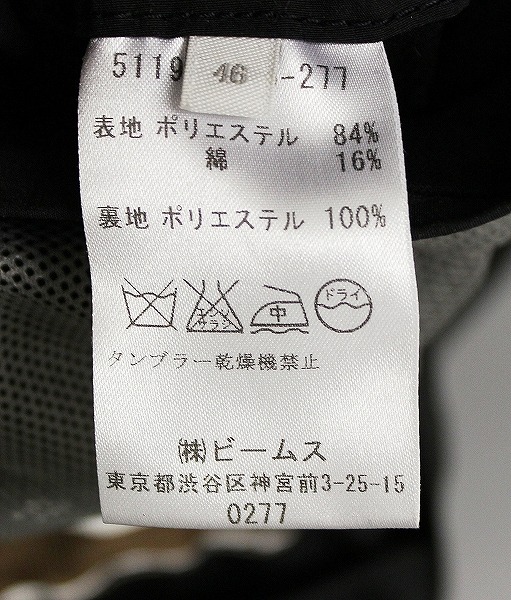 5119 46 -277
表地 ポリエステル 84%
綿 16%
裏地 ポリエステル 100%
エンソ サラシ 中 ドライ
タンブラー乾燥機禁止
㈱ビームス
東京都渋谷区神宮前3-25-15
0277